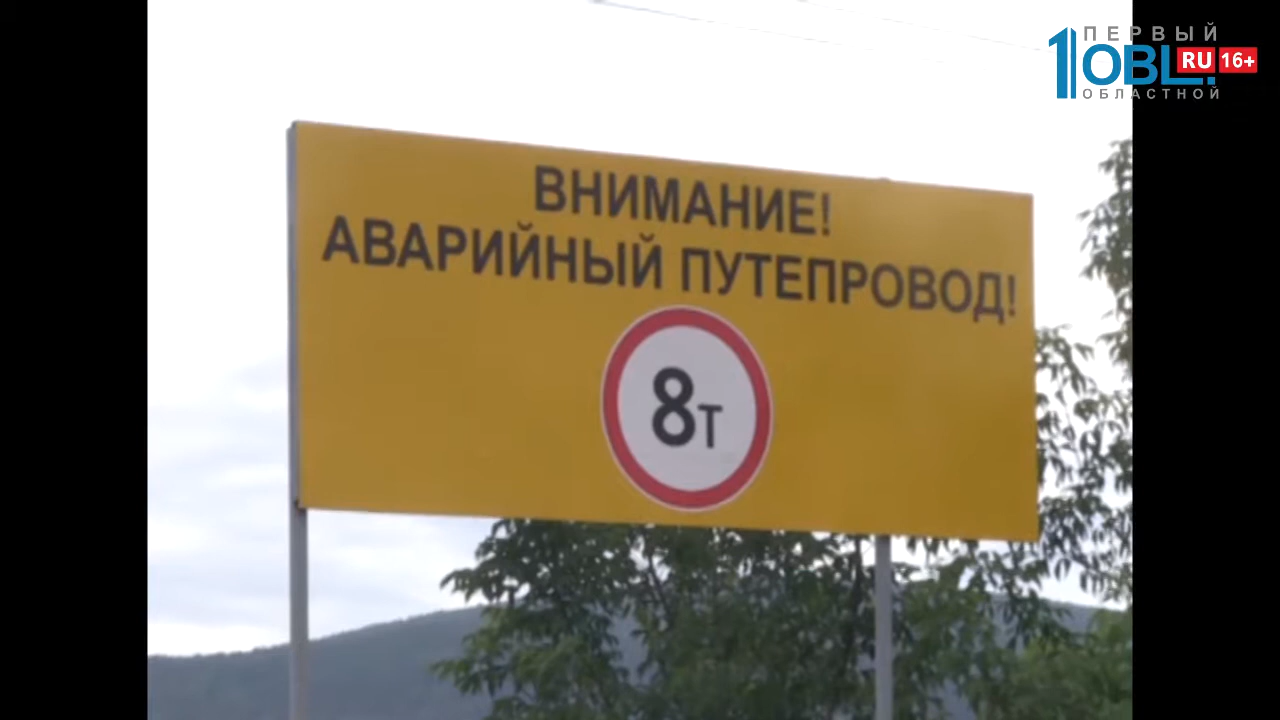 ПЕРВЫЙ
1OBL.
RU 16+
ОБЛАСТНОЙ
ВНИМАНИЕ!
АВАРИЙНЫЙ ПУТЕПРОВОД!
8т